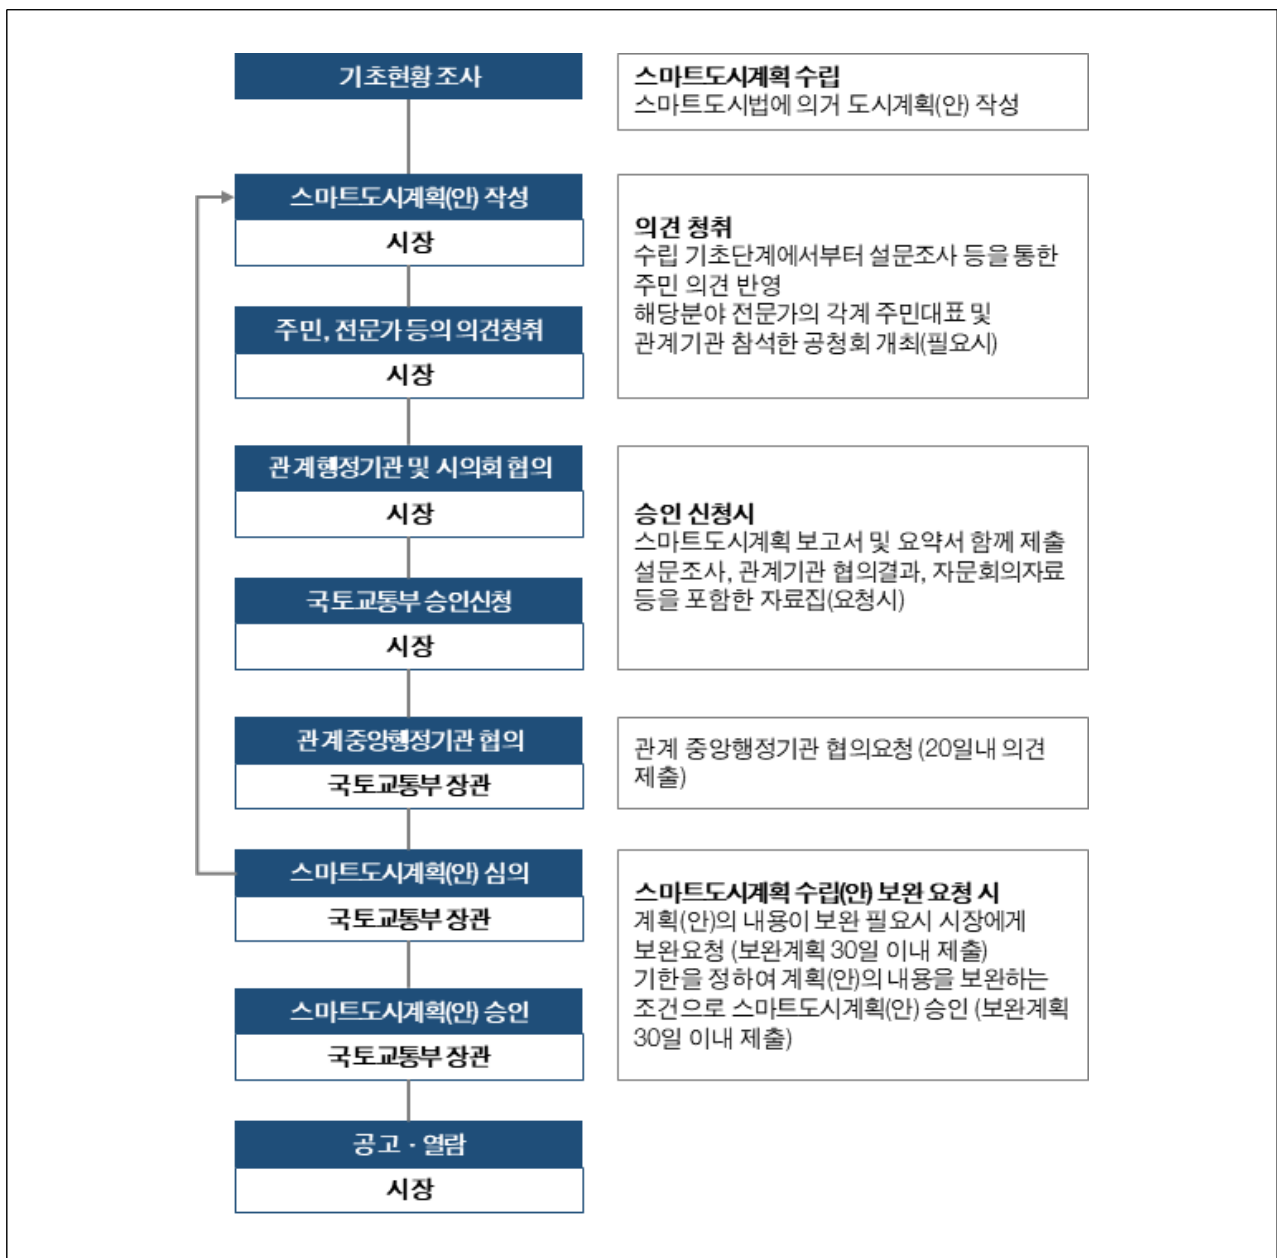 기초현황 조사
스마트도시계획 수립
스마트도시법에 의거 도시계획(안) 작성
스마트도시계획(안) 작성
시장
주민, 전문가 등의 의견청취
시장
의견 청취
수립 기초단계에서부터 설문조사 등을 통한
주민 의견 반영
해당분야 전문가의 각계 주민대표 및
관계기관 참석한 공청회 개최(필요시)
관계행정기관 및 시의회 협의
시장
국토교통부 승인신청
시장
승인 신청시
스마트도시계획 보고서 및 요약서 함께 제출
설문조사, 관계기관 협의결과, 자문회의자료
등을 포함한 자료집(요청시)
관계중앙행정기관 협의
국토교통부 장관
관계 중앙행정기관 협의요청 (20일내 의견
제출)
스마트도시계획(안) 심의
국토교통부 장관
스마트도시계획(안) 승인
국토교통부 장관
스마트도시계획 수립(안) 보완 요청 시
계획(안)의 내용이 보완 필요시 시장에게
보완요청 (보완계획 30일 이내 제출)
기한을 정하여 계획(안)의 내용을 보완하는
조건으로 스마트도시계획(안) 승인 (보완계획
30일 이내 제출)
공고 · 열람
시장